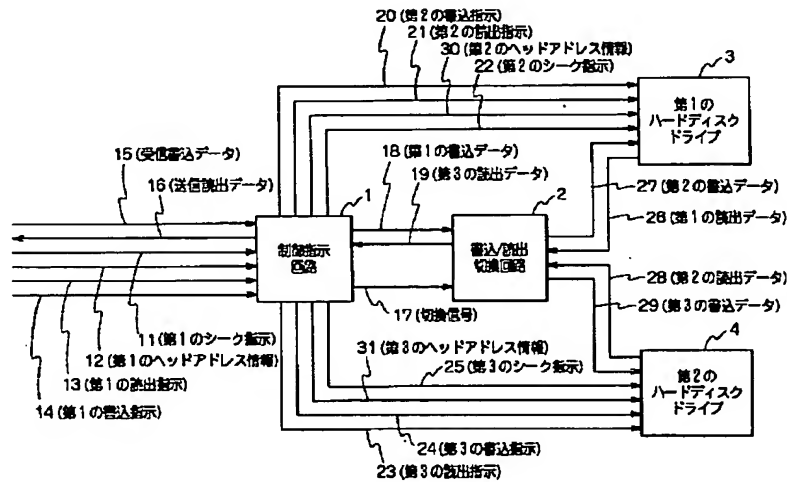 20 (第2の書込指示)
21 (第2の読出指示)
30 (第2のヘッドアドレス情報)
22 (第2のシーク指示)
3
第1の
ハードディスク
ドライブ
15 (受信書込データ)
16 (送信読出データ)
18 (第1の書込データ)
19 (第3の読出データ)
1
2
27 (第2の書込データ)
26 (第1の読出データ)
制御指示
回路
書込/読出
切換回路
28 (第2の読出データ)
29 (第3の書込データ)
17 (切換信号)
11 (第1のシーク指示)
12 (第1のヘッドアドレス情報)
13 (第1の読出指示)
14 (第1の書込指示)
31 (第3のヘッドアドレス情報)
25 (第3のシーク指示)
4
第2の
ハードディスク
ドライブ
24 (第3の書込指示)
23 (第3の読出指示)